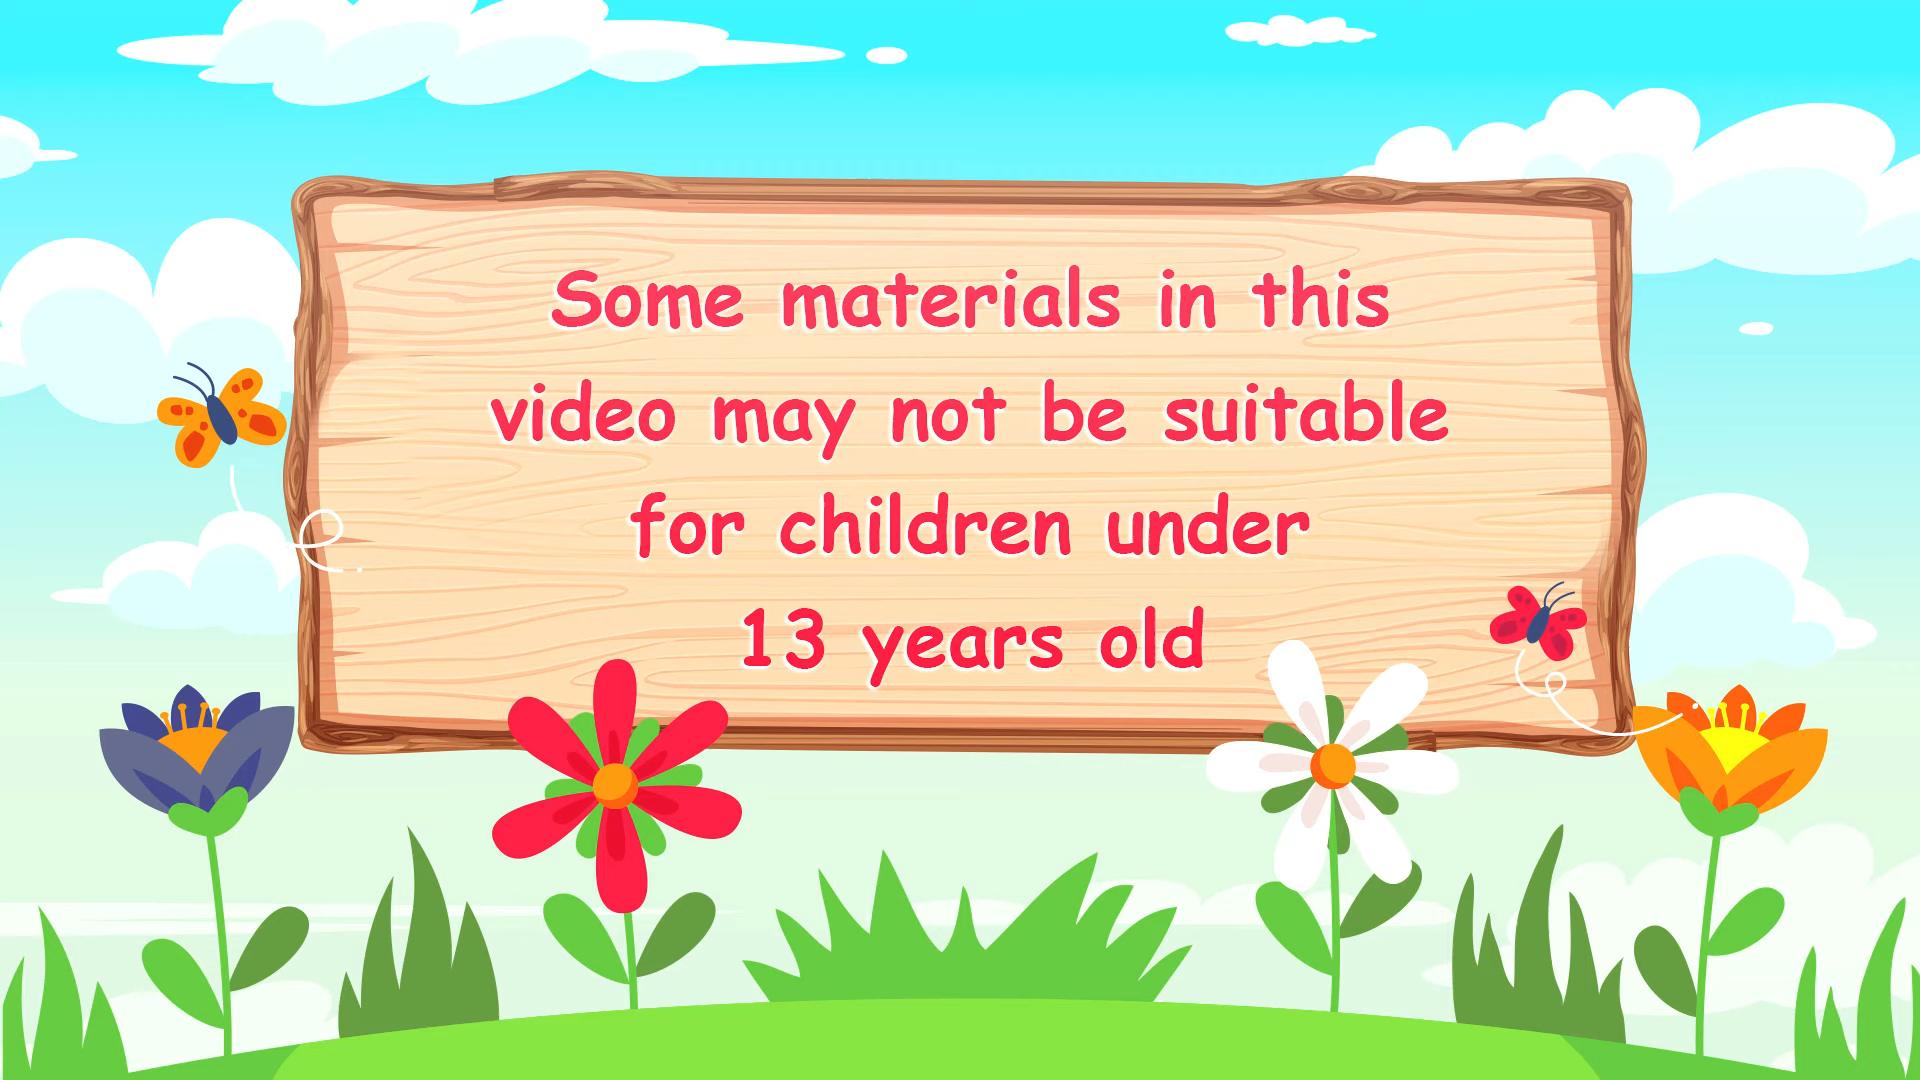 Some materials in this
video may not be suitable
for children under
13 years old